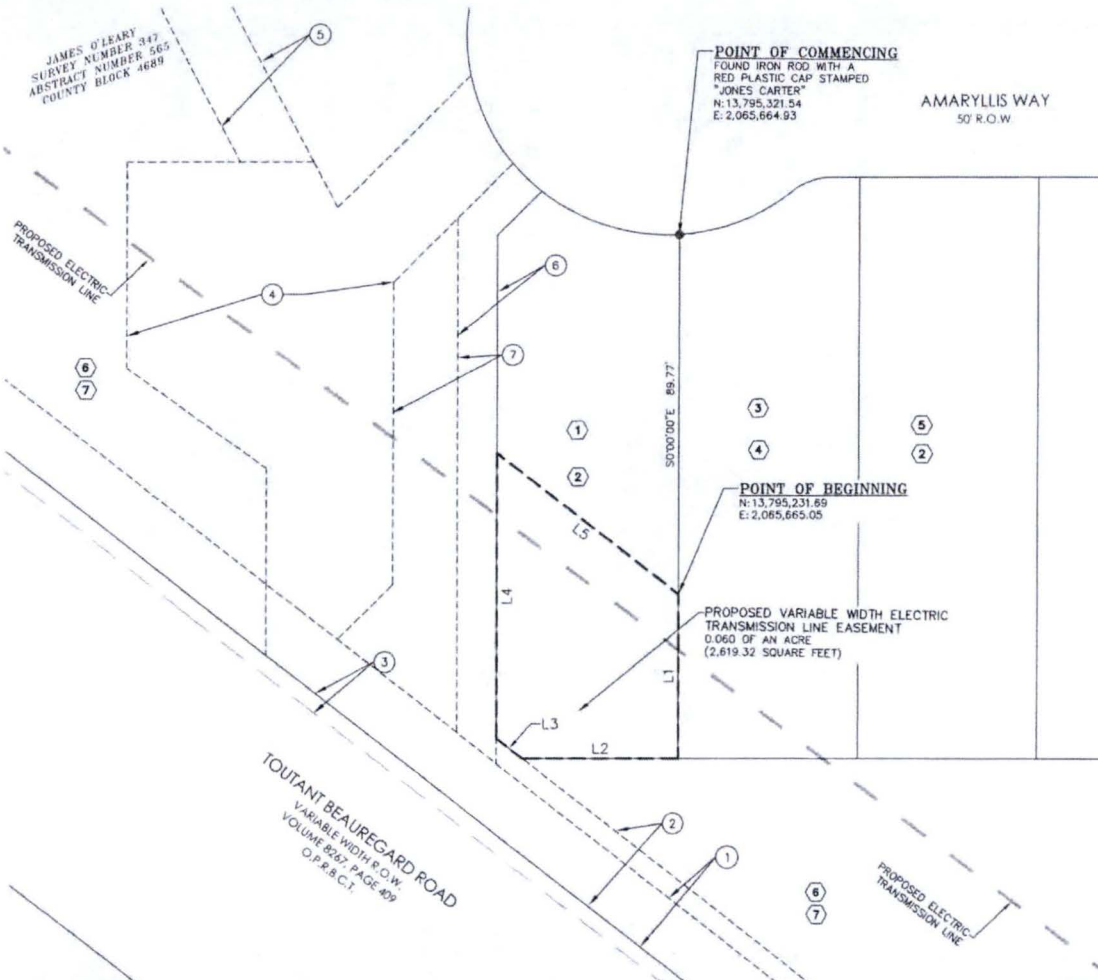 JAMES O'LEARY
SURVEY NUMBER 347
ABSTRACT NUMBER 565
COUNTY BLOCK 4689
5
POINT OF COMMENCING
FOUND IRON ROD WITH A
RED PLASTIC CAP STAMPED
"JONES CARTER"
N:13,795,321.54
E:2,065,664.93
AMARYLLIS WAY
50' R.O.W.
PROPOSED ELECTRIC
TRANSMISSION LINE
4
6
7
6
7
S0°00'00"E 89.77'
1
2
3
4
5
2
POINT OF BEGINNING
N:13,795,231.69
E:2,065,665.05
L5
L4
L1
L3
L2
PROPOSED VARIABLE WIDTH ELECTRIC
TRANSMISSION LINE EASEMENT
0.060 OF AN ACRE
(2,619.32 SQUARE FEET)
3
TOUTANT BEAUREGARD ROAD
VARIABLE WIDTH R.O.W.
VOLUME 8267, PAGE 409
O.P.R.B.C.T.
2
1
6
7
PROPOSED ELECTRIC
TRANSMISSION LINE